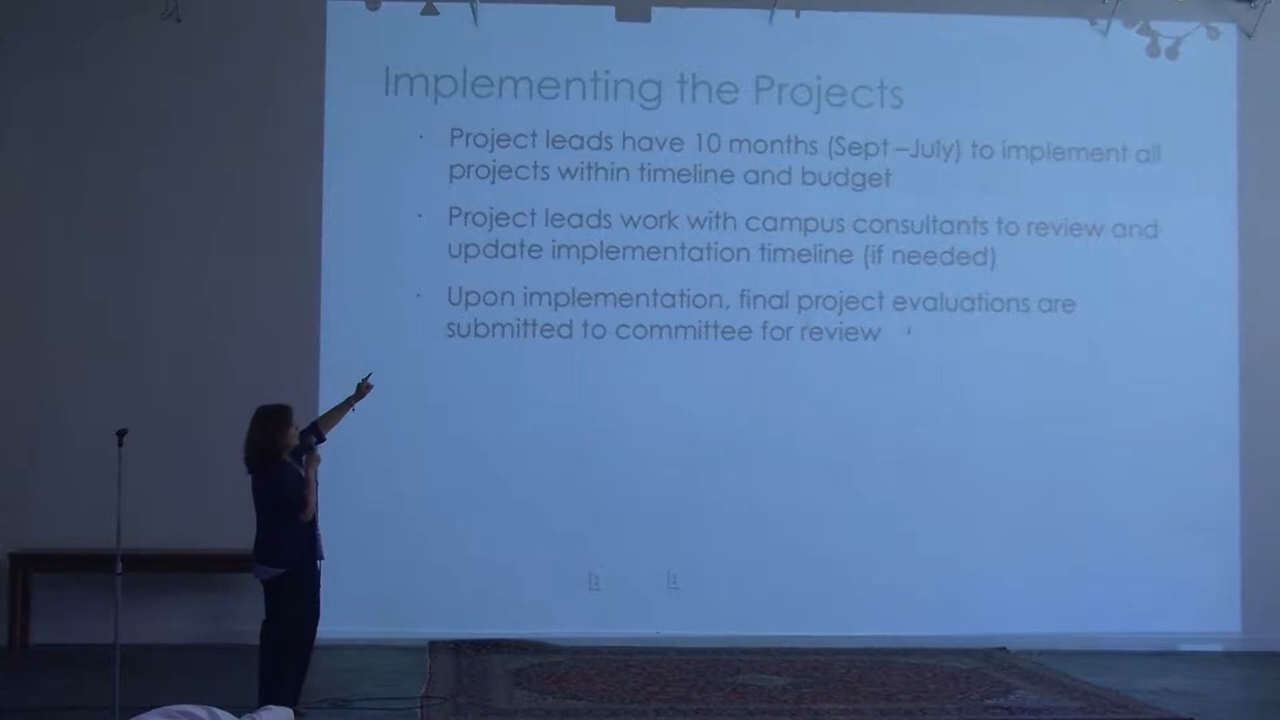 Implementing the Projects
· Project leads have 10 months (Sept –July) to implement all
projects within timeline and budget
· Project leads work with campus consultants to review and
update implementation timeline (if needed)
· Upon implementation, final project evaluations are
submitted to committee for review